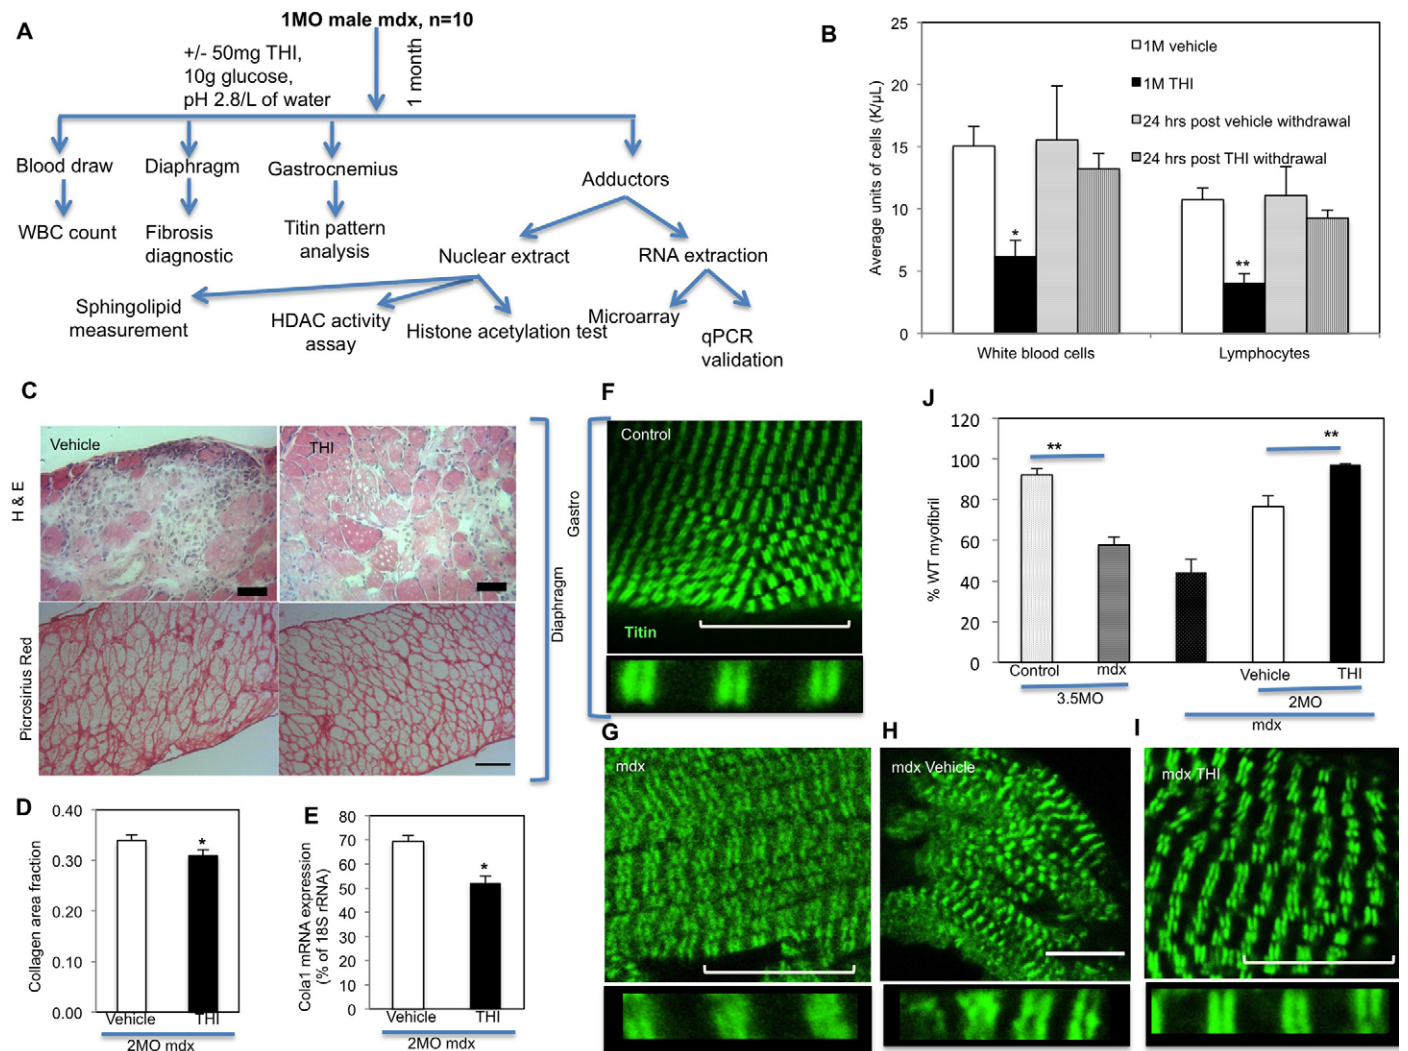 A
1MO male mdx, n=10
+/- 50mg THI,
10g glucose,
pH 2.8/L of water
1 month
Blood draw
Diaphragm
Gastrocnemius
Adductors
WBC count
Fibrosis
diagnostic
Titin pattern
analysis
Nuclear extract
RNA extraction
Sphingolipid
measurement
HDAC activity
assay
Histone acetylation test
Microarray
qPCR
validation
B
Average units of cells (K/µL)
25
20
15
10
5
0
1M vehicle
1M THI
24 hrs post vehicle withdrawal
24 hrs post THI withdrawal
*
**
White blood cells
Lymphocytes
C
H & E
Vehicle
THI
Picrosirius Red
Diaphragm
D
Collagen area fraction
0.40
0.30
0.20
0.10
0.00
*
Vehicle
THI
2MO mdx
E
Cola1 mRNA expression
(% of 18S rRNA)
80
70
60
50
40
30
20
10
0
*
Vehicle
THI
2MO mdx
F
Gastro
Control
Titin
J
% WT myofibril
120
100
80
60
40
20
0
**
**
Control
mdx
Vehicle
THI
3.5MO
2MO
mdx
G
mdx
H
mdx Vehicle
I
mdx THI